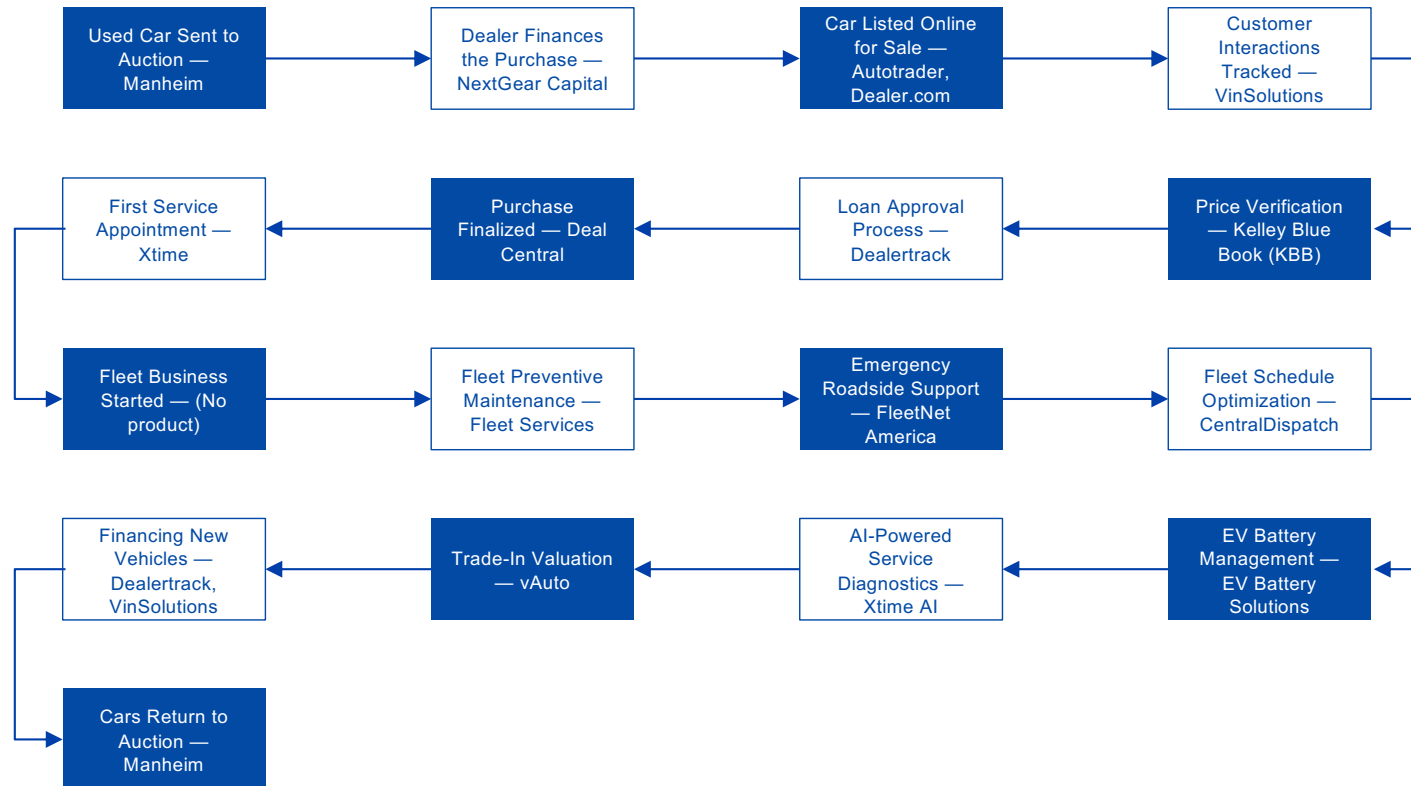 Used Car Sent to
Auction —
Manheim
Dealer Finances
the Purchase —
NextGear Capital
Car Listed Online
for Sale —
Autotrader,
Dealer.com
Customer
Interactions
Tracked —
VinSolutions
Price Verification
— Kelley Blue
Book (KBB)
Loan Approval
Process —
Dealertrack
Purchase
Finalized — Deal
Central
First Service
Appointment —
Xtime
Fleet Business
Started — (No
product)
Fleet Preventive
Maintenance —
Fleet Services
Emergency
Roadside Support
— FleetNet
America
Fleet Schedule
Optimization —
CentralDispatch
EV Battery
Management —
EV Battery
Solutions
AI-Powered
Service
Diagnostics —
Xtime AI
Trade-In Valuation
— vAuto
Financing New
Vehicles —
Dealertrack,
VinSolutions
Cars Return to
Auction —
Manheim